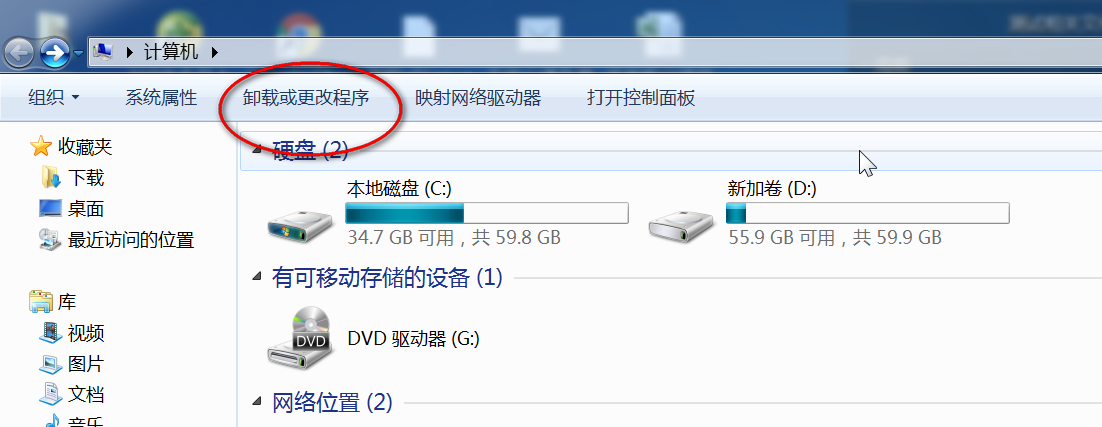 计算机
组织 系统属性 卸载或更改程序 映射网络驱动器 打开控制面板
收藏夹
下载
桌面
最近访问的位置
库
视频
图片
文档
音乐
硬盘 (2)
本地磁盘 (C:)
34.7 GB 可用，共 59.8 GB
新加卷 (D:)
55.9 GB 可用，共 59.9 GB
有可移动存储的设备 (1)
DVD
DVD 驱动器 (G:)
网络位置 (2)